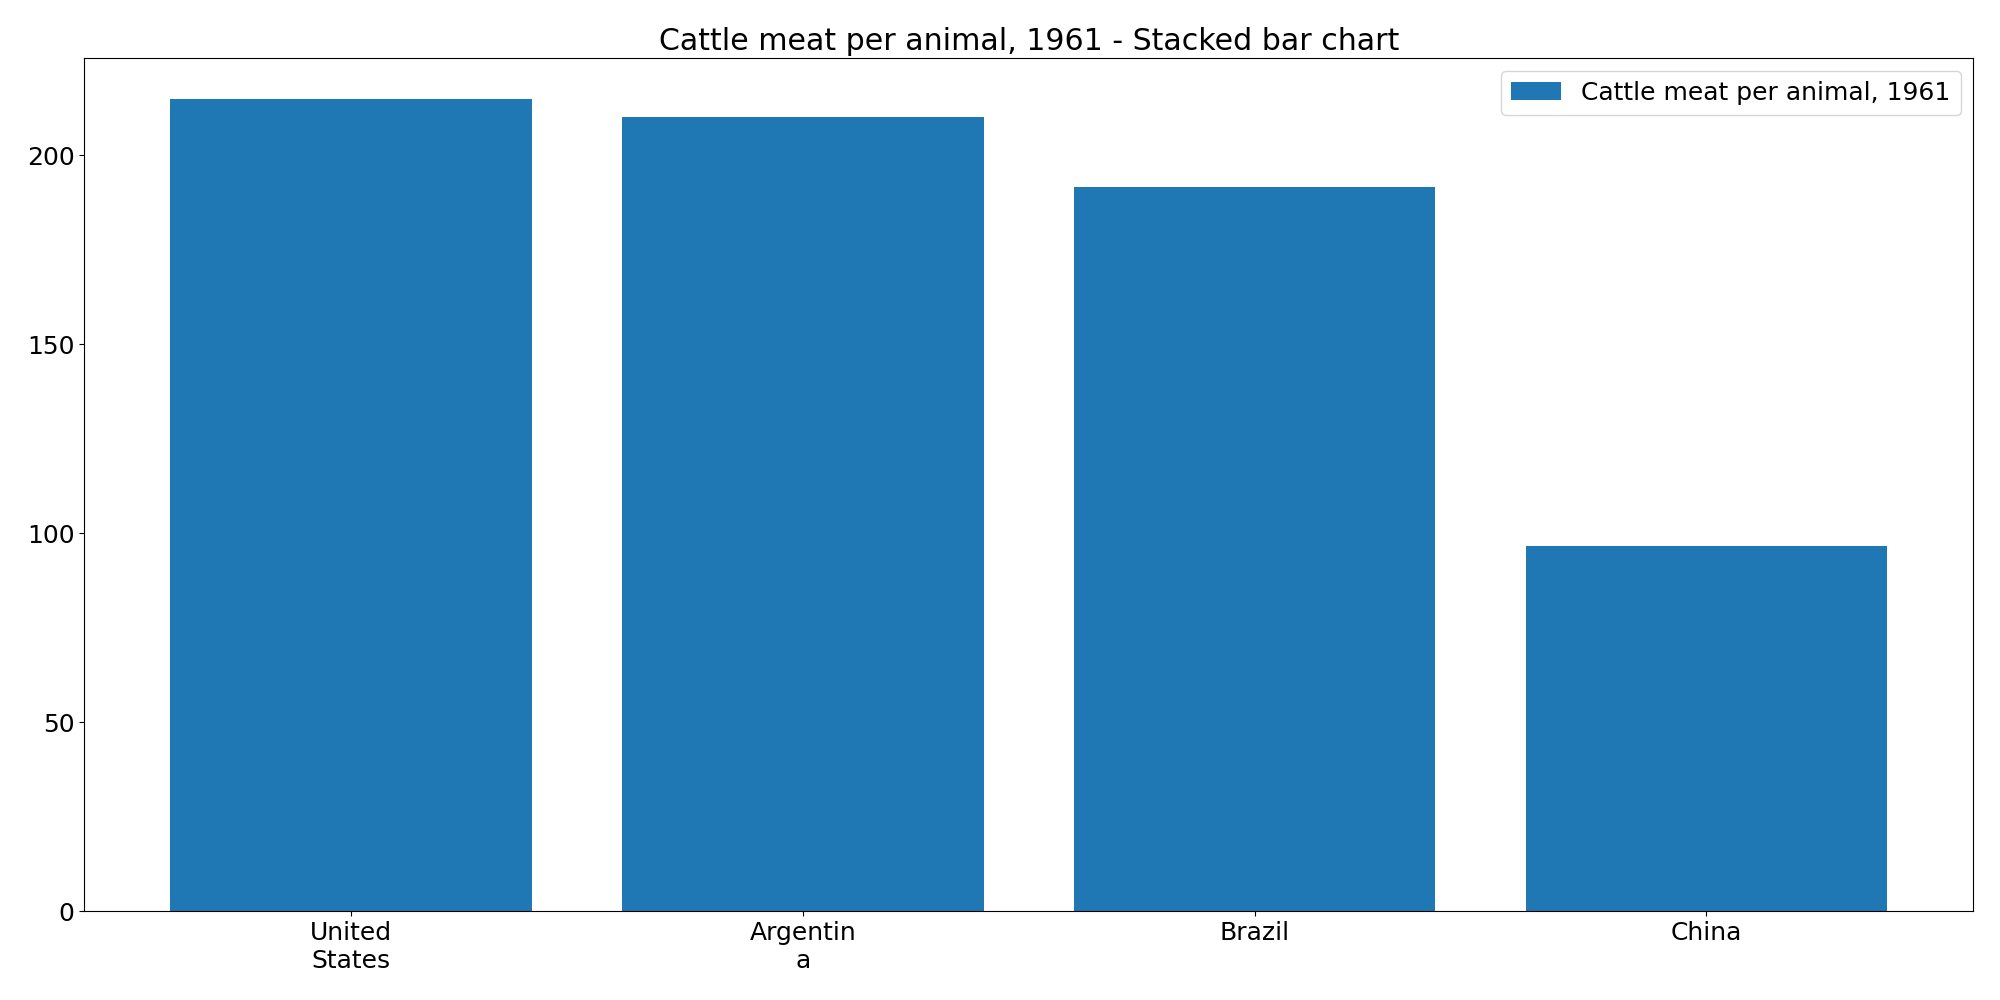 Cattle meat per animal, 1961 - Stacked bar chart
Cattle meat per animal, 1961
200
150
100
50
0
United
States
Argentin
a
Brazil
China